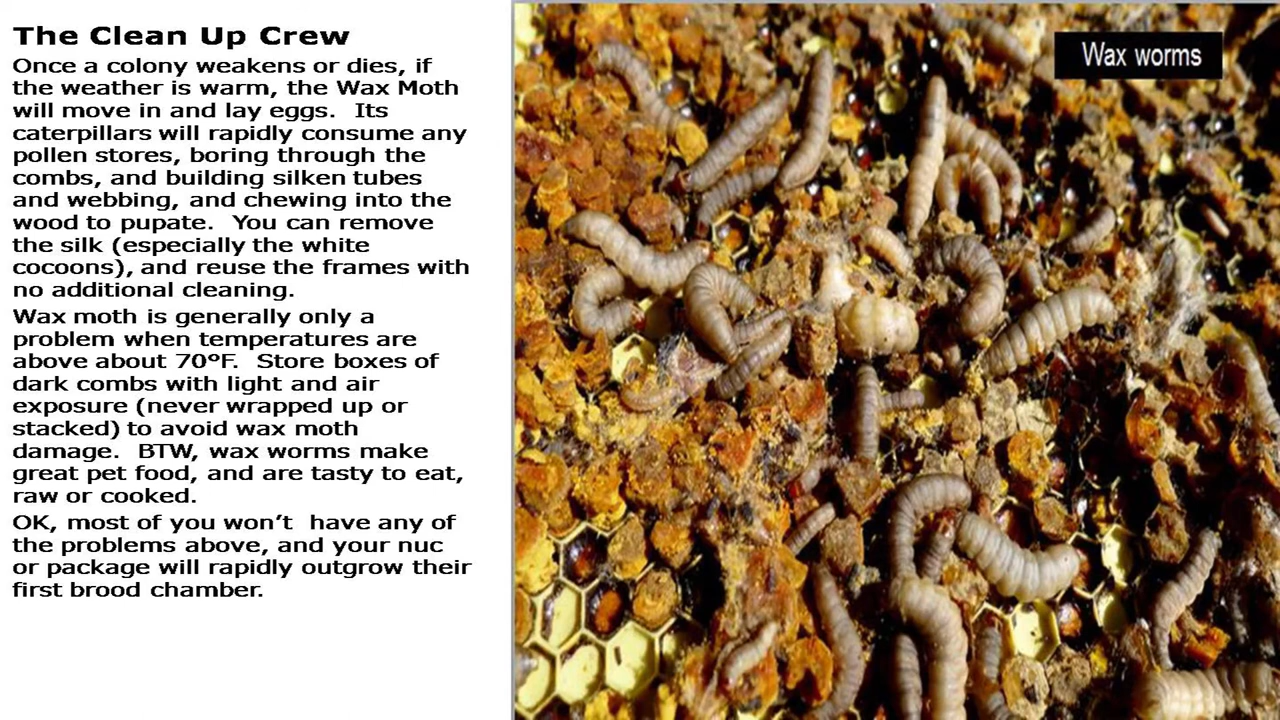 The Clean Up Crew
Once a colony weakens or dies, if
the weather is warm, the Wax Moth
will move in and lay eggs.  Its
caterpillars will rapidly consume any
pollen stores, boring through the
combs, and building silken tubes
and webbing, and chewing into the
wood to pupate.  You can remove
the silk (especially the white
cocoons), and reuse the frames with
no additional cleaning.
Wax moth is generally only a
problem when temperatures are
above about 70°F.  Store boxes of
dark combs with light and air
exposure (never wrapped up or
stacked) to avoid wax moth
damage.  BTW, wax worms make
great pet food, and are tasty to eat,
raw or cooked.
OK, most of you won’t  have any of
the problems above, and your nuc
or package will rapidly outgrow their
first brood chamber.
Wax worms